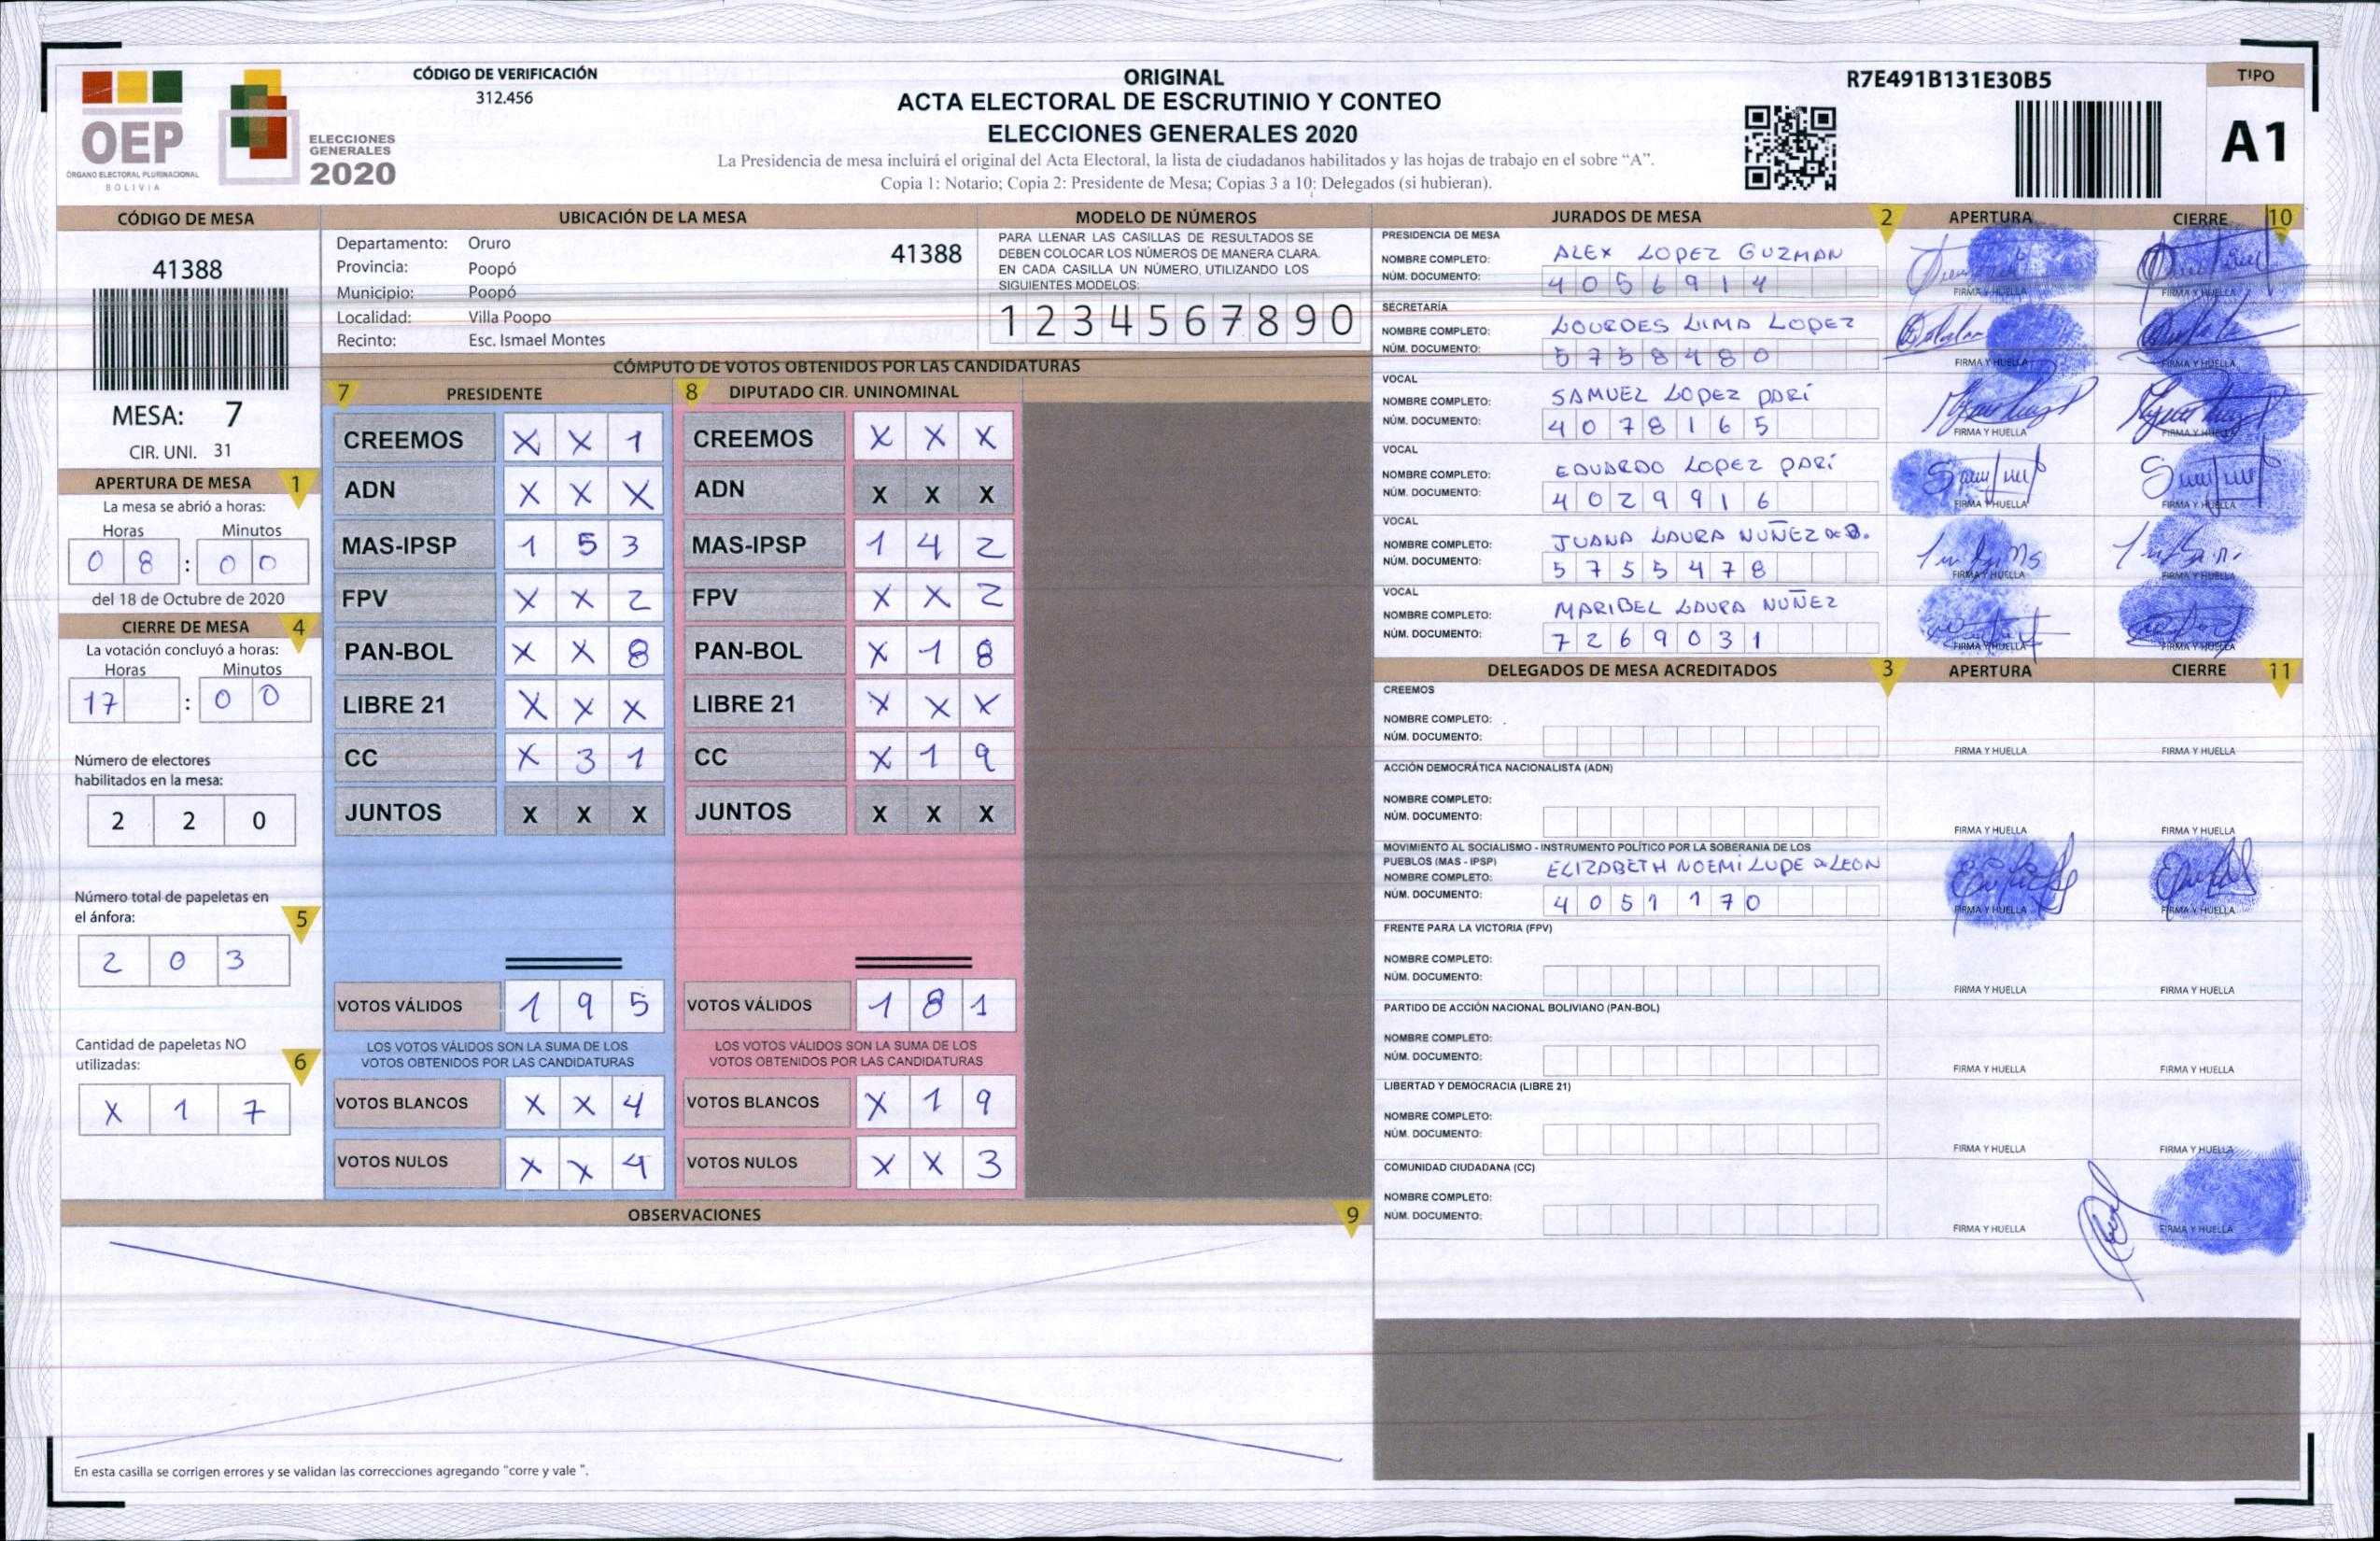 OEP
ÓRGANO ELECTORAL PLURINACIONAL
BOLIVIA
ELECCIONES
GENERALES
2020
CÓDIGO DE VERIFICACIÓN
312.456
ORIGINAL
ACTA ELECTORAL DE ESCRUTINIO Y CONTEO
ELECCIONES GENERALES 2020
La Presidencia de mesa incluirá el original del Acta Electoral, la lista de ciudadanos habilitados y las hojas de trabajo en el sobre “A”.
Copia 1: Notario; Copia 2: Presidente de Mesa; Copias 3 a 10: Delegados (si hubieran).
R7E491B131E30B5
TIPO
A1
CÓDIGO DE MESA
41388
MESA: 7
CIR. UNI. 31
APERTURA DE MESA 1
La mesa se abrió a horas:
Horas Minutos
0 8 : 0 0
del 18 de Octubre de 2020
CIERRE DE MESA 4
La votación concluyó a horas:
Horas Minutos
17 : 0 0
Número de electores
habilitados en la mesa:
2 2 0
Número total de papeletas en
el ánfora: 5
2 0 3
Cantidad de papeletas NO
utilizadas: 6
X 1 7
UBICACIÓN DE LA MESA
Departamento: Oruro 41388
Provincia: Poopó
Municipio: Poopó
Localidad: Villa Poopo
Recinto: Esc. Ismael Montes
MODELO DE NÚMEROS
PARA LLENAR LAS CASILLAS DE RESULTADOS SE
DEBEN COLOCAR LOS NÚMEROS DE MANERA CLARA.
EN CADA CASILLA UN NÚMERO, UTILIZANDO LOS
SIGUIENTES MODELOS:
1 2 3 4 5 6 7 8 9 0
CÓMPUTO DE VOTOS OBTENIDOS POR LAS CANDIDATURAS
7 PRESIDENTE 8 DIPUTADO CIR. UNINOMINAL
CREEMOS X X 1 CREEMOS X X X
ADN X X X ADN X X X
MAS-IPSP 1 5 3 MAS-IPSP 1 4 2
FPV X X 2 FPV X X 2
PAN-BOL X X 8 PAN-BOL X 1 8
LIBRE 21 X X X LIBRE 21 X X X
CC X 3 1 CC X 1 9
JUNTOS X X X JUNTOS X X X
VOTOS VÁLIDOS 1 9 5 VOTOS VÁLIDOS 1 8 1
LOS VOTOS VÁLIDOS SON LA SUMA DE LOS
VOTOS OBTENIDOS POR LAS CANDIDATURAS
LOS VOTOS VÁLIDOS SON LA SUMA DE LOS
VOTOS OBTENIDOS POR LAS CANDIDATURAS
VOTOS BLANCOS X X 4 VOTOS BLANCOS X 1 9
VOTOS NULOS X X 4 VOTOS NULOS X X 3
OBSERVACIONES 9
En esta casilla se corrigen errores y se validan las correcciones agregando "corre y vale ".
JURADOS DE MESA 2 APERTURA CIERRE 10
PRESIDENCIA DE MESA
NOMBRE COMPLETO: ALEX LOPEZ GUZMAN
NÚM. DOCUMENTO: 4 0 5 6 9 1 4
FIRMA Y HUELLA FIRMA Y HUELLA
SECRETARÍA
NOMBRE COMPLETO: LOURDES LIMA LOPEZ
NÚM. DOCUMENTO: 5 7 5 8 4 8 0
FIRMA Y HUELLA FIRMA Y HUELLA
VOCAL
NOMBRE COMPLETO: SAMUEL LOPEZ PARÍ
NÚM. DOCUMENTO: 4 0 7 8 1 6 5
FIRMA Y HUELLA FIRMA Y HUELLA
VOCAL
NOMBRE COMPLETO: EDUARDO LOPEZ PARÍ
NÚM. DOCUMENTO: 4 0 2 9 9 1 6
FIRMA Y HUELLA FIRMA Y HUELLA
VOCAL
NOMBRE COMPLETO: JUANA LAURA NUÑEZ de B.
NÚM. DOCUMENTO: 5 7 5 5 4 7 8
FIRMA Y HUELLA FIRMA Y HUELLA
VOCAL
NOMBRE COMPLETO: MARIBEL LAURA NUÑEZ
NÚM. DOCUMENTO: 7 2 6 9 0 3 1
FIRMA Y HUELLA FIRMA Y HUELLA
DELEGADOS DE MESA ACREDITADOS 3 APERTURA CIERRE 11
CREEMOS
NOMBRE COMPLETO:
NÚM. DOCUMENTO:
FIRMA Y HUELLA FIRMA Y HUELLA
ACCIÓN DEMOCRÁTICA NACIONALISTA (ADN)
NOMBRE COMPLETO:
NÚM. DOCUMENTO:
FIRMA Y HUELLA FIRMA Y HUELLA
MOVIMIENTO AL SOCIALISMO - INSTRUMENTO POLÍTICO POR LA SOBERANIA DE LOS
PUEBLOS (MAS - IPSP)
NOMBRE COMPLETO: ELIZABETH NOEMI LUPE de LEON
NÚM. DOCUMENTO: 4 0 5 1 1 7 0
FIRMA Y HUELLA FIRMA Y HUELLA
FRENTE PARA LA VICTORIA (FPV)
NOMBRE COMPLETO:
NÚM. DOCUMENTO:
FIRMA Y HUELLA FIRMA Y HUELLA
PARTIDO DE ACCIÓN NACIONAL BOLIVIANO (PAN-BOL)
NOMBRE COMPLETO:
NÚM. DOCUMENTO:
FIRMA Y HUELLA FIRMA Y HUELLA
LIBERTAD Y DEMOCRACIA (LIBRE 21)
NOMBRE COMPLETO:
NÚM. DOCUMENTO:
FIRMA Y HUELLA FIRMA Y HUELLA
COMUNIDAD CIUDADANA (CC)
NOMBRE COMPLETO:
NÚM. DOCUMENTO:
FIRMA Y HUELLA FIRMA Y HUELLA